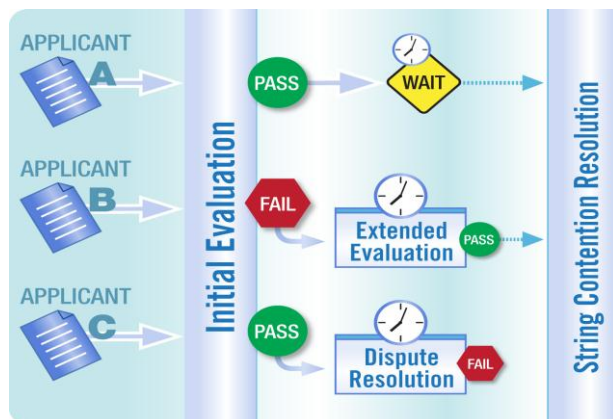 APPLICANT
A
PASS
WAIT
APPLICANT
B
FAIL
Extended
Evaluation
PASS
APPLICANT
C
PASS
Dispute
Resolution
FAIL
Initial Evaluation
String Contention Resolution